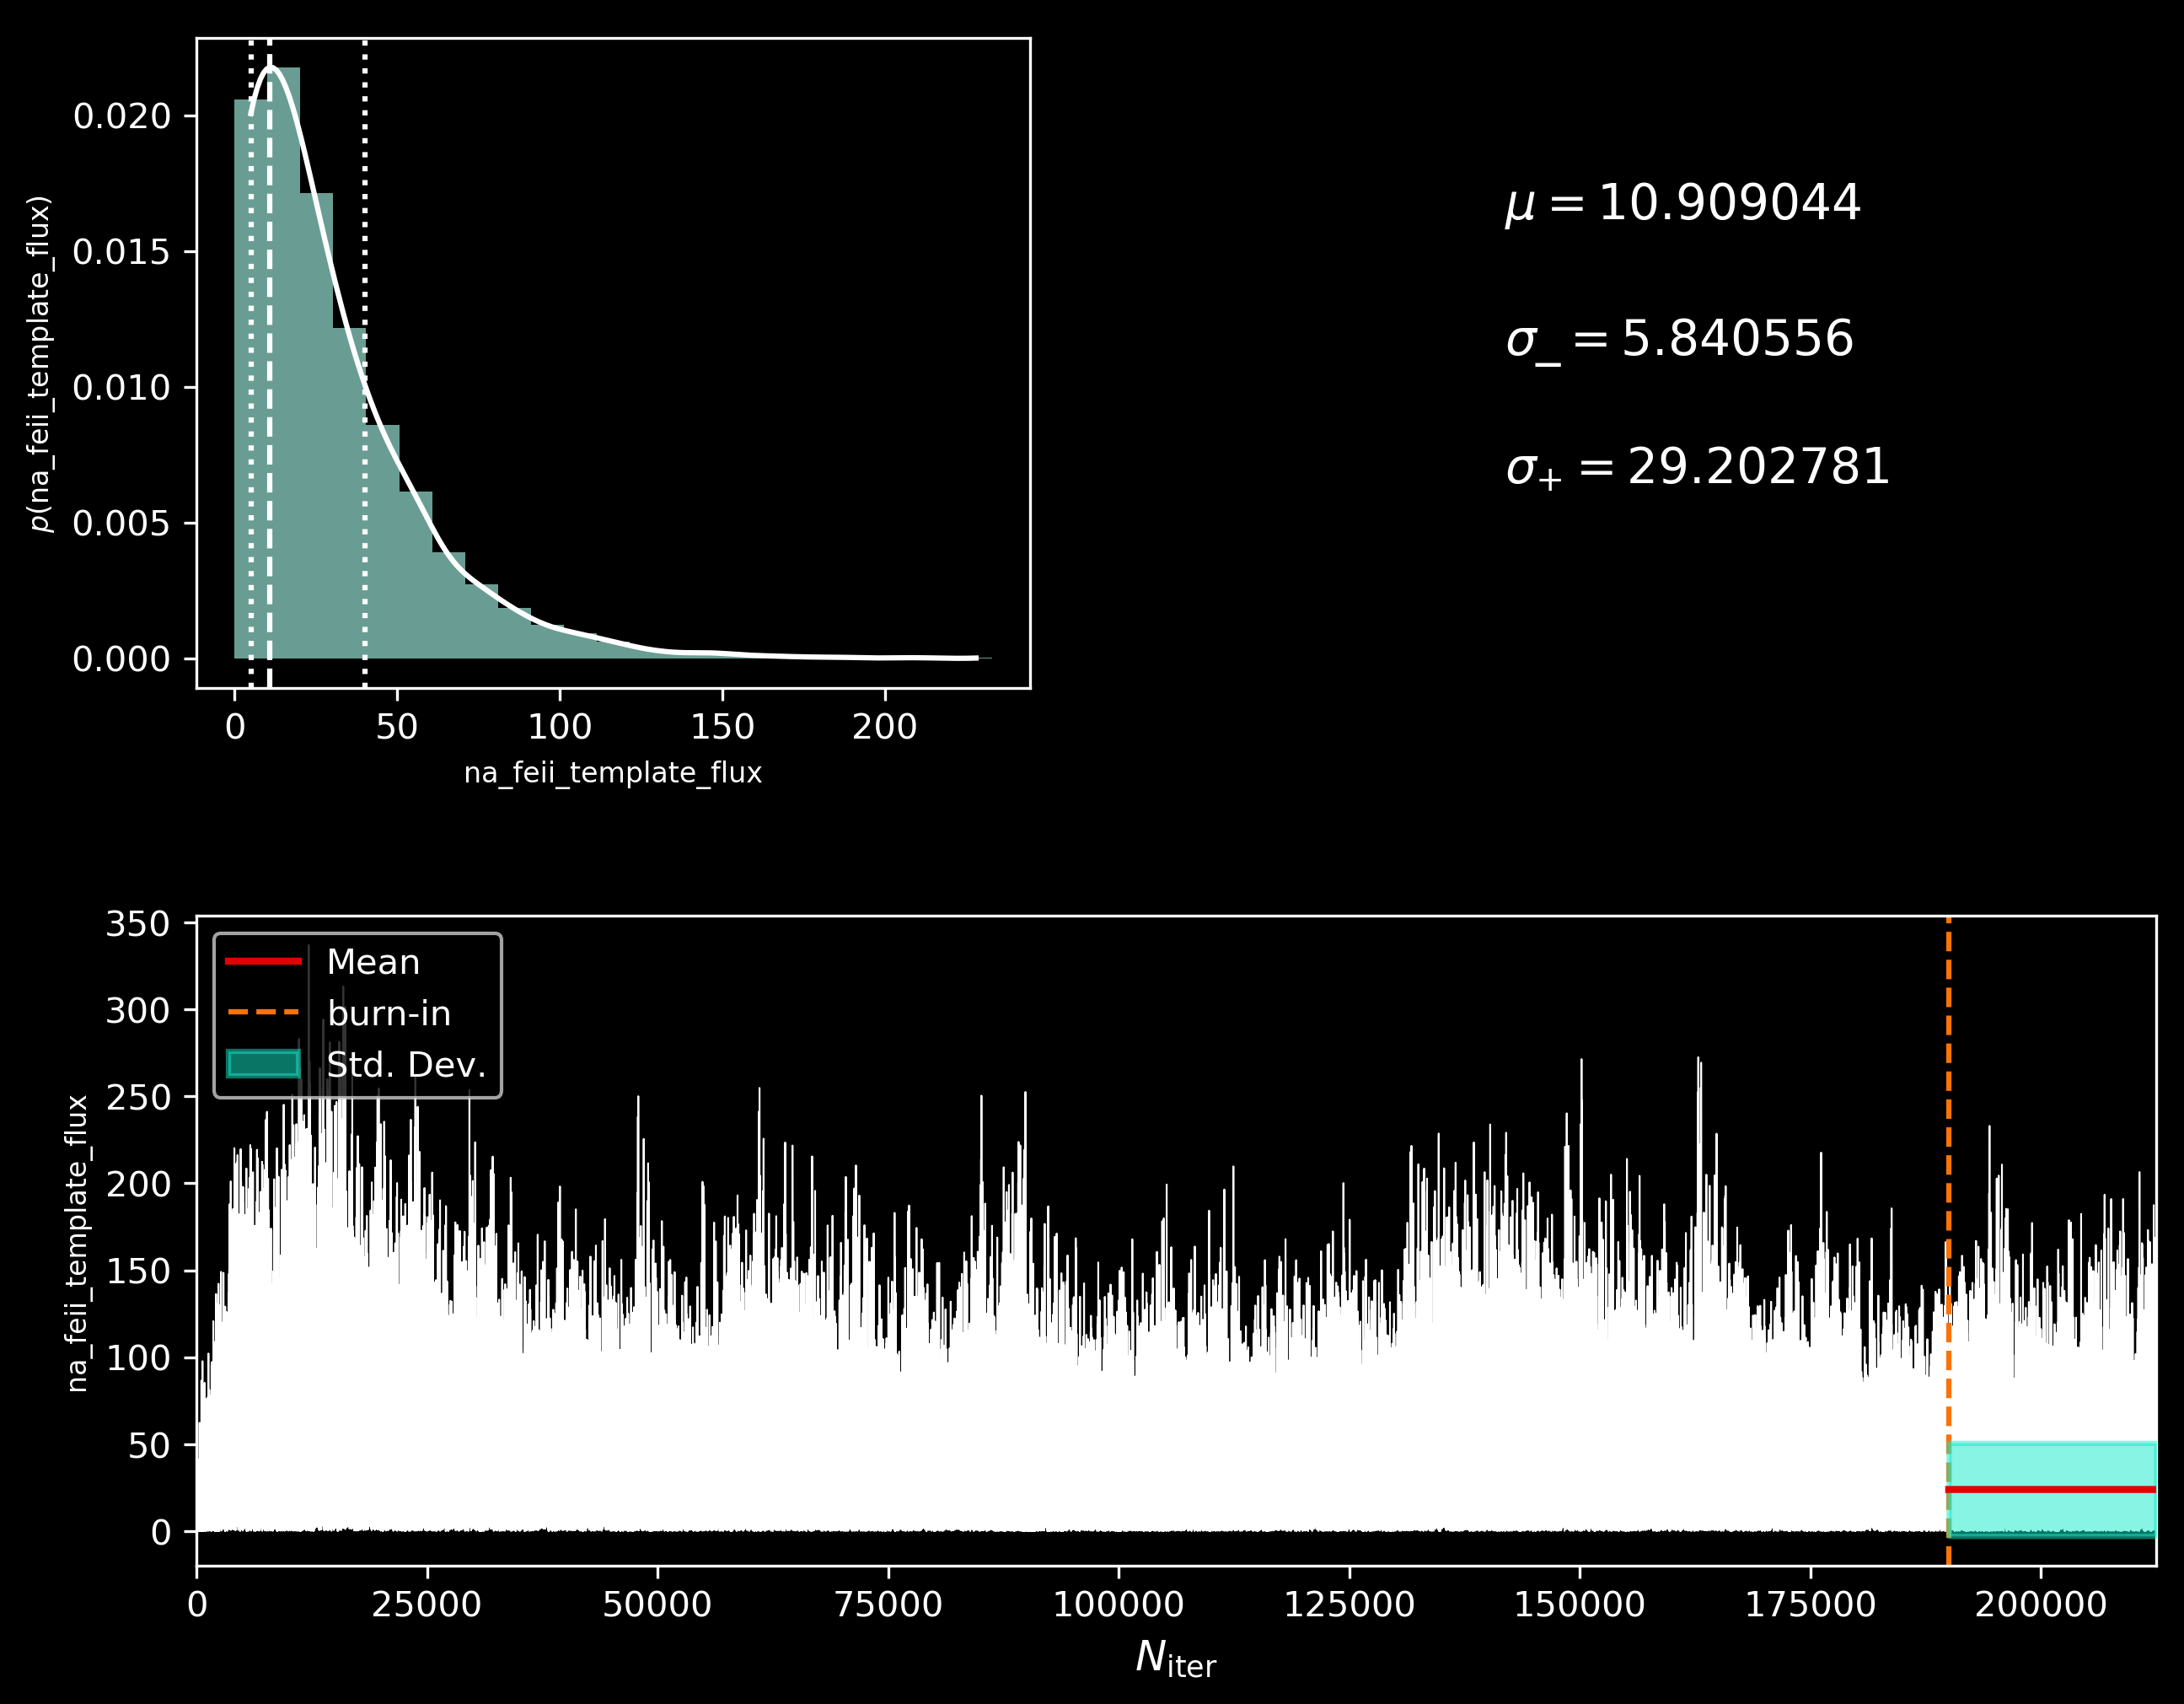 0.020
0.015
0.010
0.005
0.000
p(na_feii_template_flux)
0 50 100 150 200
na_feii_template_flux
μ = 10.909044
σ₋ = 5.840556
σ₊ = 29.202781
350
300
250
200
150
100
50
0
na_feii_template_flux
Mean
burn-in
Std. Dev.
0 25000 50000 75000 100000 125000 150000 175000 200000
N_iter